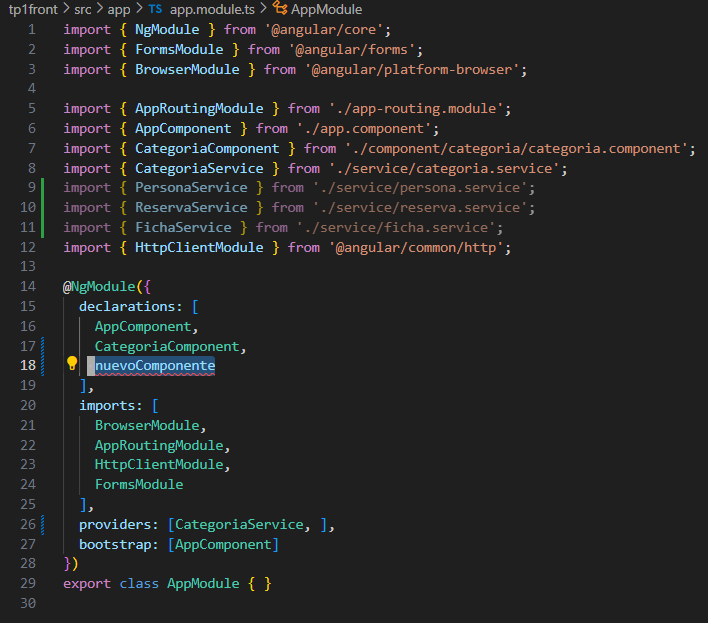 tp1front > src > app > TS app.module.ts > AppModule
1 import { NgModule } from '@angular/core';
2 import { FormsModule } from '@angular/forms';
3 import { BrowserModule } from '@angular/platform-browser';
4
5 import { AppRoutingModule } from './app-routing.module';
6 import { AppComponent } from './app.component';
7 import { CategoriaComponent } from './component/categoria/categoria.component';
8 import { CategoriaService } from './service/categoria.service';
9 import { PersonaService } from './service/persona.service';
10 import { ReservaService } from './service/reserva.service';
11 import { FichaService } from './service/ficha.service';
12 import { HttpClientModule } from '@angular/common/http';
13
14 @NgModule({
15   declarations: [
16     AppComponent,
17     CategoriaComponent,
18     nuevoComponente
19   ],
20   imports: [
21     BrowserModule,
22     AppRoutingModule,
23     HttpClientModule,
24     FormsModule
25   ],
26   providers: [CategoriaService, ],
27   bootstrap: [AppComponent]
28 })
29 export class AppModule { }
30